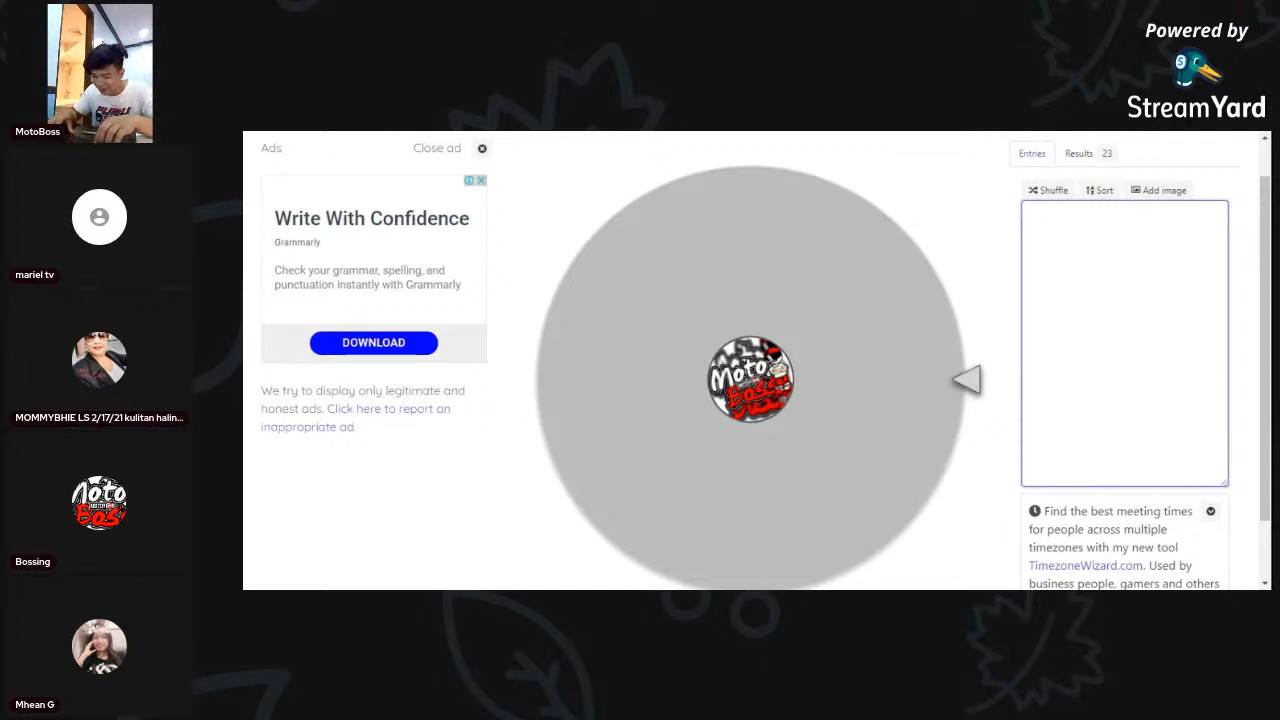 Powered by
StreamYard
MotoBoss
mariel tv
MOMMYBHIE LS 2/17/21 kulitan halin...
Bossing
Mhean G
Ads
Close ad
Write With Confidence
Grammarly
Check your grammar, spelling, and
punctuation instantly with Grammarly
DOWNLOAD
We try to display only legitimate and
honest ads. Click here to report an
inappropriate ad.
Moto
Boss
Entries
Results 23
Shuffle
Sort
Add image
Find the best meeting times
for people across multiple
timezones with my new tool
TimezoneWizard.com. Used by
business people, gamers and others